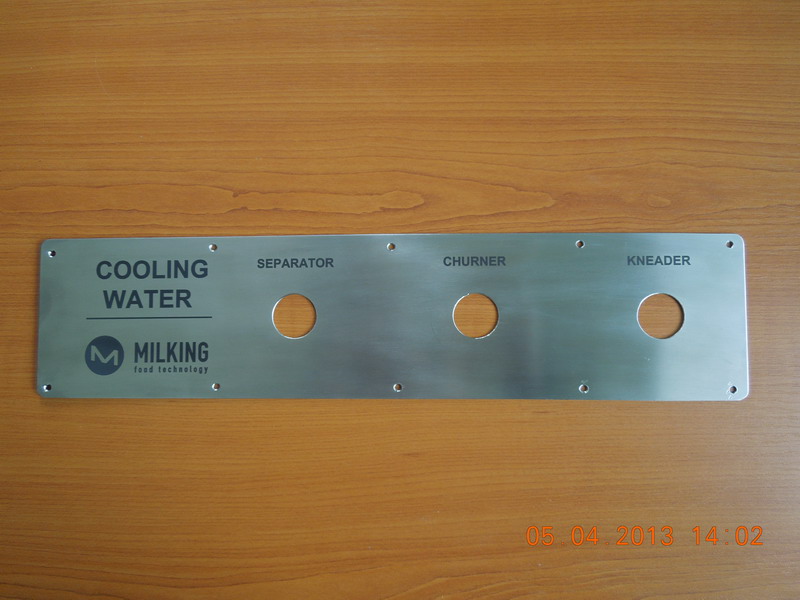 COOLING
WATER
M MILKING
food technology
SEPARATOR
CHURNER
KNEADER
05.04.2013 14:02